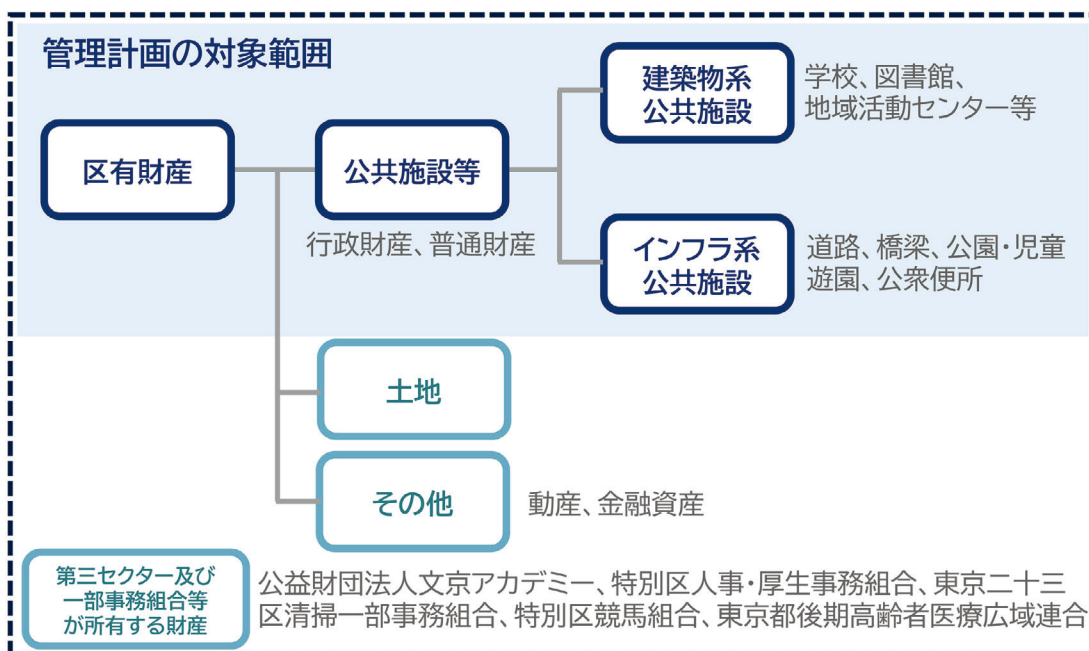 管理計画の対象範囲
建築物系
公共施設
学校、図書館、
地域活動センター等
区有財産
公共施設等
行政財産、普通財産
インフラ系
公共施設
道路、橋梁、公園・児童
遊園、公衆便所
土地
その他
動産、金融資産
第三セクター及び
一部事務組合等
が所有する財産
公益財団法人文京アカデミー、特別区人事・厚生事務組合、東京二十三
区清掃一部事務組合、特別区競馬組合、東京都後期高齢者医療広域連合